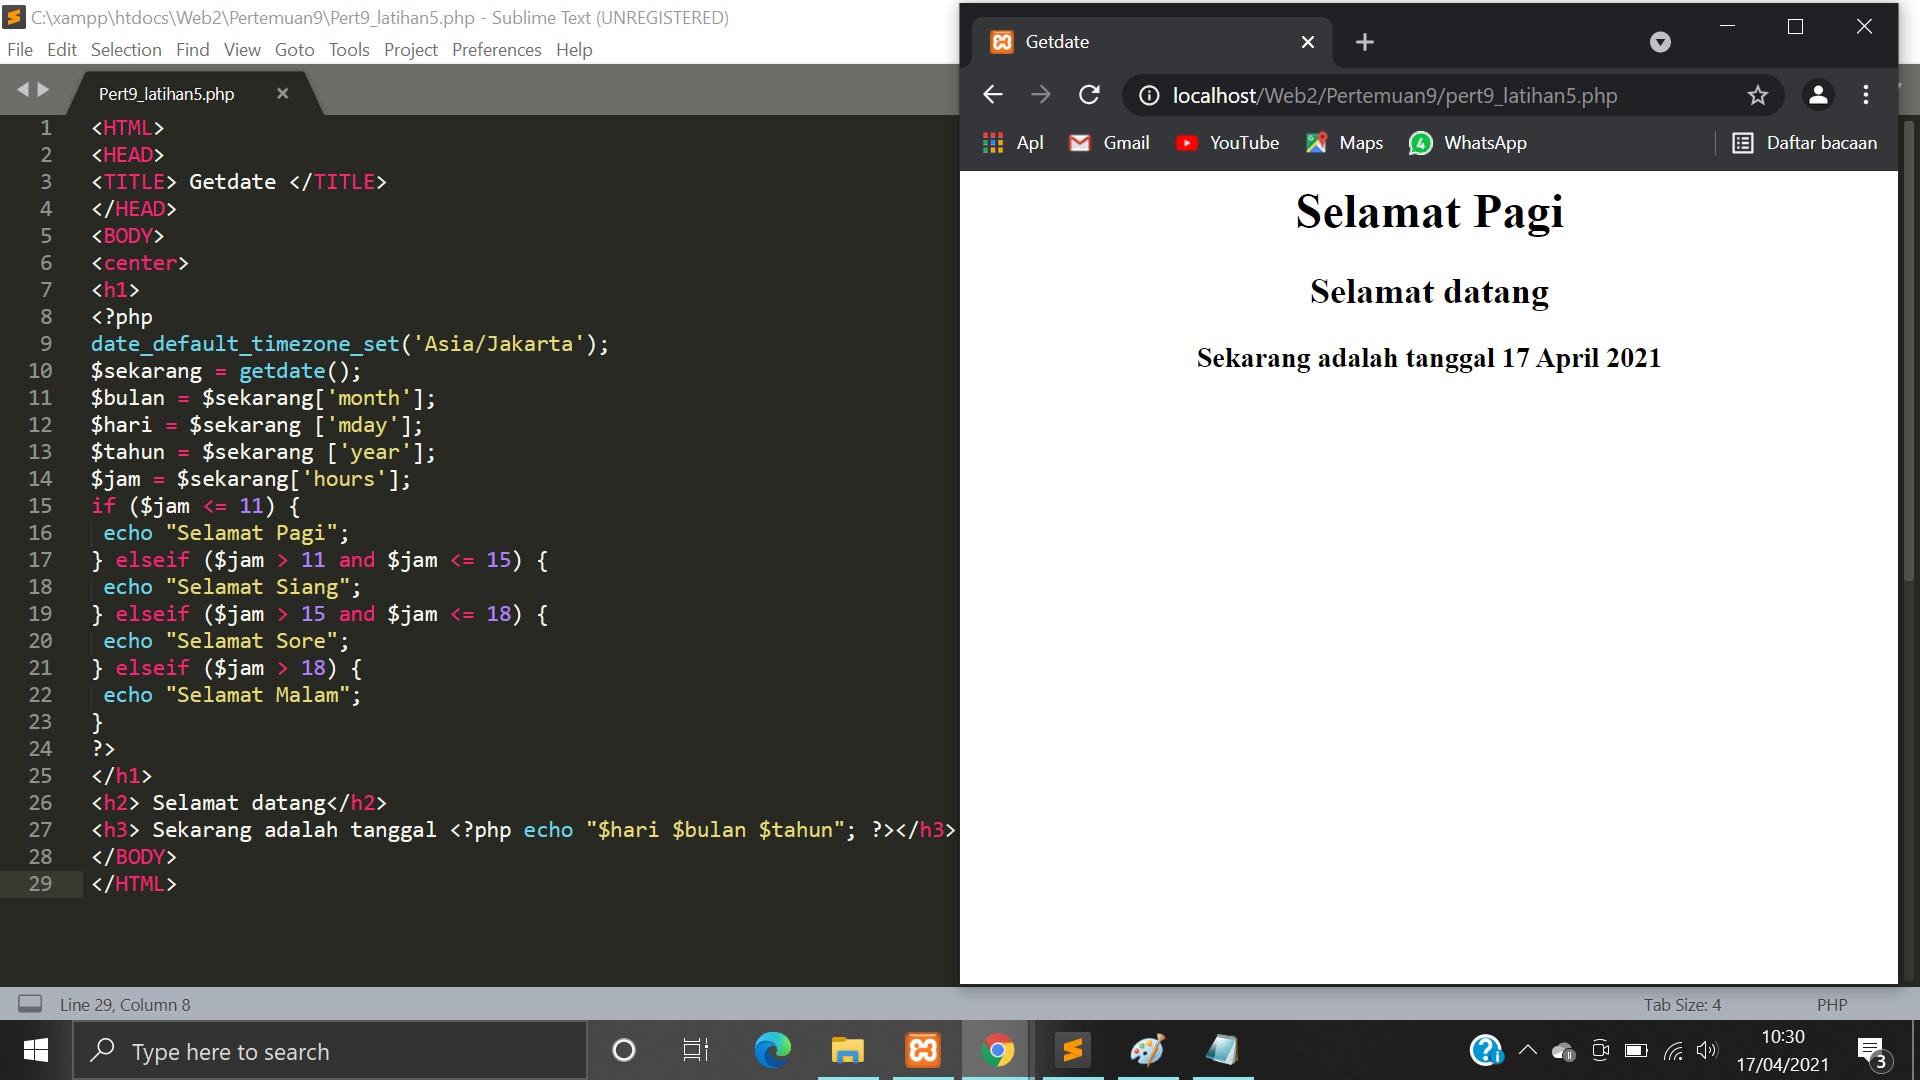 C:\xampp\htdocs\Web2\Pertemuan9\Pert9_latihan5.php - Sublime Text (UNREGISTERED)
File Edit Selection Find View Goto Tools Project Preferences Help
Pert9_latihan5.php
1 <HTML>
2 <HEAD>
3 <TITLE> Getdate </TITLE>
4 </HEAD>
5 <BODY>
6 <center>
7 <h1>
8 <?php
9 date_default_timezone_set('Asia/Jakarta');
10 $sekarang = getdate();
11 $bulan = $sekarang['month'];
12 $hari = $sekarang ['mday'];
13 $tahun = $sekarang ['year'];
14 $jam = $sekarang['hours'];
15 if ($jam <= 11) {
16 echo "Selamat Pagi";
17 } elseif ($jam > 11 and $jam <= 15) {
18 echo "Selamat Siang";
19 } elseif ($jam > 15 and $jam <= 18) {
20 echo "Selamat Sore";
21 } elseif ($jam > 18) {
22 echo "Selamat Malam";
23 }
24 ?>
25 </h1>
26 <h2> Selamat datang</h2>
27 <h3> Sekarang adalah tanggal <?php echo "$hari $bulan $tahun"; ?></h3>
28 </BODY>
29 </HTML>
Line 29, Column 8
Tab Size: 4
PHP
Getdate
localhost/Web2/Pertemuan9/pert9_latihan5.php
Apl Gmail YouTube Maps 4 WhatsApp Daftar bacaan
Selamat Pagi
Selamat datang
Sekarang adalah tanggal 17 April 2021
Type here to search
10:30
17/04/2021
3